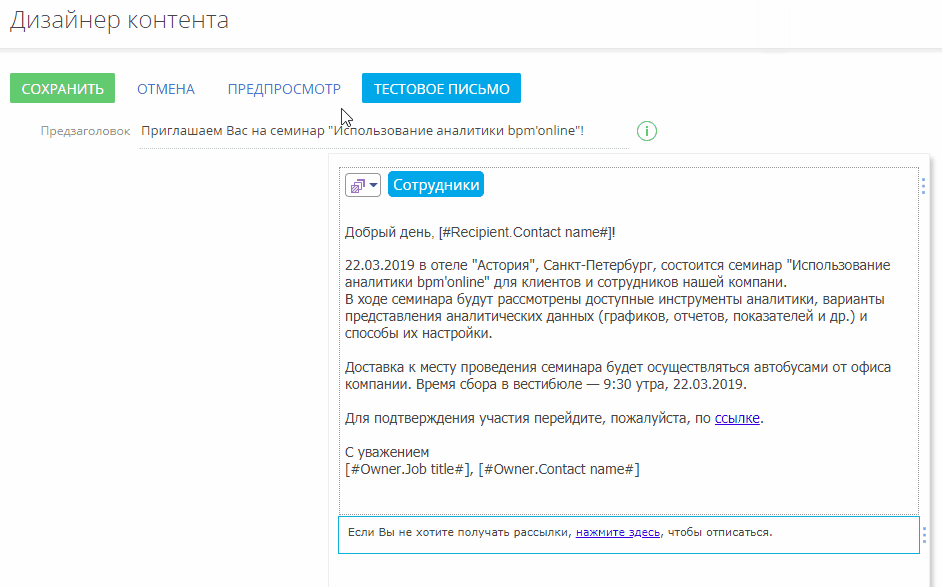 Дизайнер контента
СОХРАНИТЬ ОТМЕНА ПРЕДПРОСМОТР ТЕСТОВОЕ ПИСЬМО
Предзаголовок Приглашаем Вас на семинар "Использование аналитики bpm'online"! i
Сотрудники
Добрый день, [#Recipient.Contact name#]!
22.03.2019 в отеле "Астория", Санкт-Петербург, состоится семинар "Использование
аналитики bpm'online" для клиентов и сотрудников нашей компани.
В ходе семинара будут рассмотрены доступные инструменты аналитики, варианты
представления аналитических данных (графиков, отчетов, показателей и др.) и
способы их настройки.
Доставка к месту проведения семинара будет осуществляться автобусами от офиса
компании. Время сбора в вестибюле — 9:30 утра, 22.03.2019.
Для подтверждения участия перейдите, пожалуйста, по ссылке.
С уважением
[#Owner.Job title#], [#Owner.Contact name#]
Если Вы не хотите получать рассылки, нажмите здесь, чтобы отписаться.